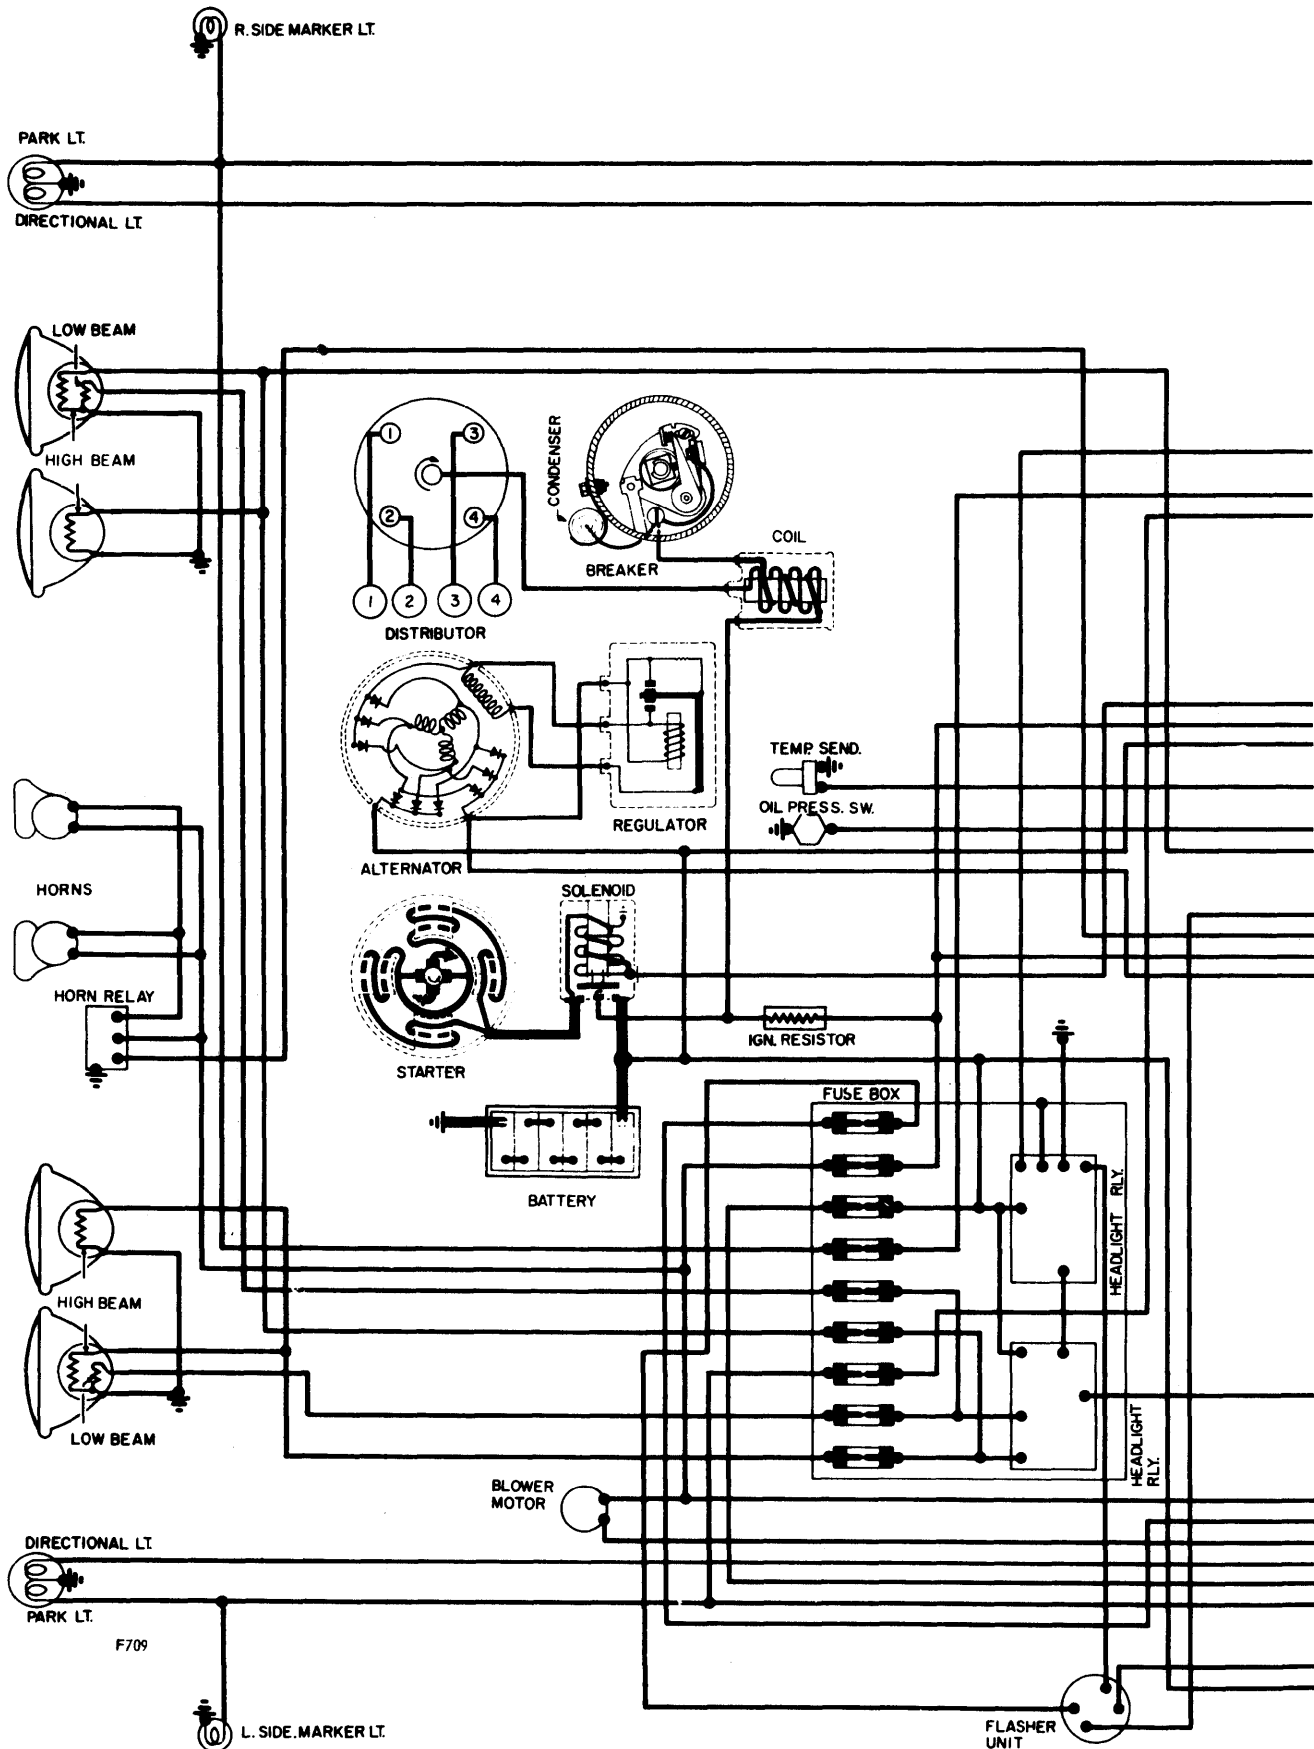 R. SIDE MARKER LT.
PARK LT.
DIRECTIONAL LT.
LOW BEAM
HIGH BEAM
1
3
2
4
1
2
3
4
DISTRIBUTOR
CONDENSER
BREAKER
COIL
REGULATOR
TEMP. SEND.
OIL PRESS. SW.
ALTERNATOR
HORNS
SOLENOID
HORN RELAY
IGN. RESISTOR
STARTER
FUSE BOX
BATTERY
HEADLIGHT RLY.
HIGH BEAM
LOW BEAM
HEADLIGHT
RLY.
BLOWER
MOTOR
DIRECTIONAL LT.
PARK LT.
F709
L. SIDE. MARKER LT.
FLASHER
UNIT